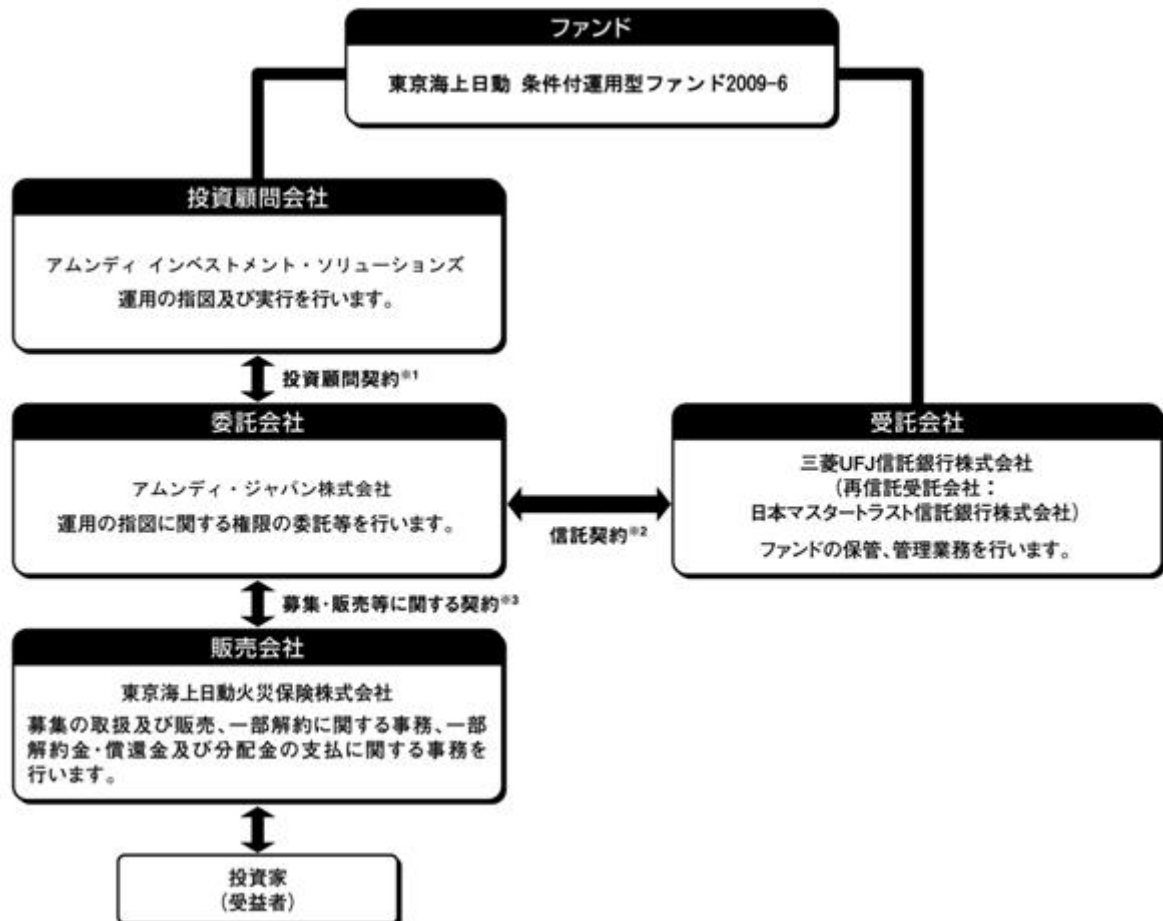 ファンド
東京海上日動 条件付運用型ファンド2009-6
投資顧問会社
アムンディ インベストメント・ソリューションズ
運用の指図及び実行を行います。
投資顧問契約※1
委託会社
アムンディ・ジャパン株式会社
運用の指図に関する権限の委託等を行います。
信託契約※2
受託会社
三菱UFJ信託銀行株式会社
(再信託受託会社：
日本マスタートラスト信託銀行株式会社)
ファンドの保管、管理業務を行います。
募集・販売等に関する契約※3
販売会社
東京海上日動火災保険株式会社
募集の取扱及び販売、一部解約に関する事務、一部
解約金・償還金及び分配金の支払に関する事務を
行います。
投資家
(受益者)